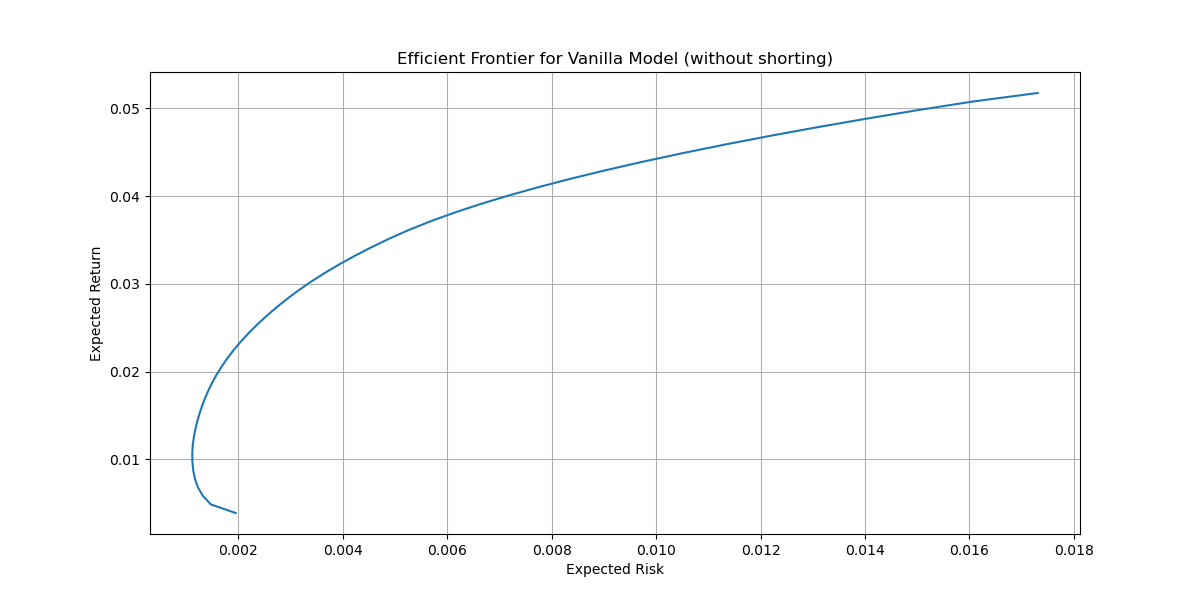 Efficient Frontier for Vanilla Model (without shorting)
Expected Return
0.05
0.04
0.03
0.02
0.01
0.002 0.004 0.006 0.008 0.010 0.012 0.014 0.016 0.018
Expected Risk